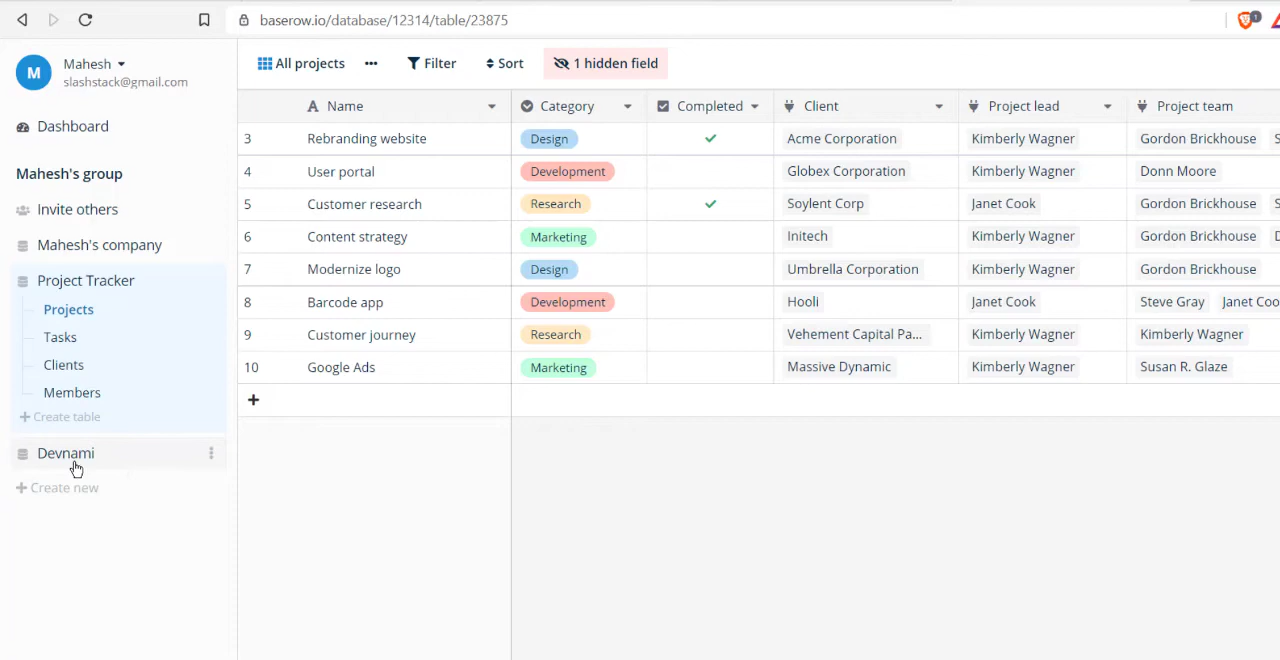 baserow.io/database/12314/table/23875
1
M
Mahesh
slashstack@gmail.com
Dashboard
Mahesh's group
Invite others
Mahesh's company
Project Tracker
Projects
Tasks
Clients
Members
+ Create table
Devnami
+ Create new
All projects ••• Filter Sort 1 hidden field
A Name Category Completed Client Project lead Project team
3 Rebranding website Design ✓ Acme Corporation Kimberly Wagner Gordon Brickhouse S
4 User portal Development Globex Corporation Kimberly Wagner Donn Moore
5 Customer research Research ✓ Soylent Corp Janet Cook Gordon Brickhouse S
6 Content strategy Marketing Initech Kimberly Wagner Gordon Brickhouse D
7 Modernize logo Design Umbrella Corporation Kimberly Wagner Gordon Brickhouse
8 Barcode app Development Hooli Janet Cook Steve Gray Janet Coo
9 Customer journey Research Vehement Capital Pa... Kimberly Wagner Kimberly Wagner
10 Google Ads Marketing Massive Dynamic Kimberly Wagner Susan R. Glaze
+